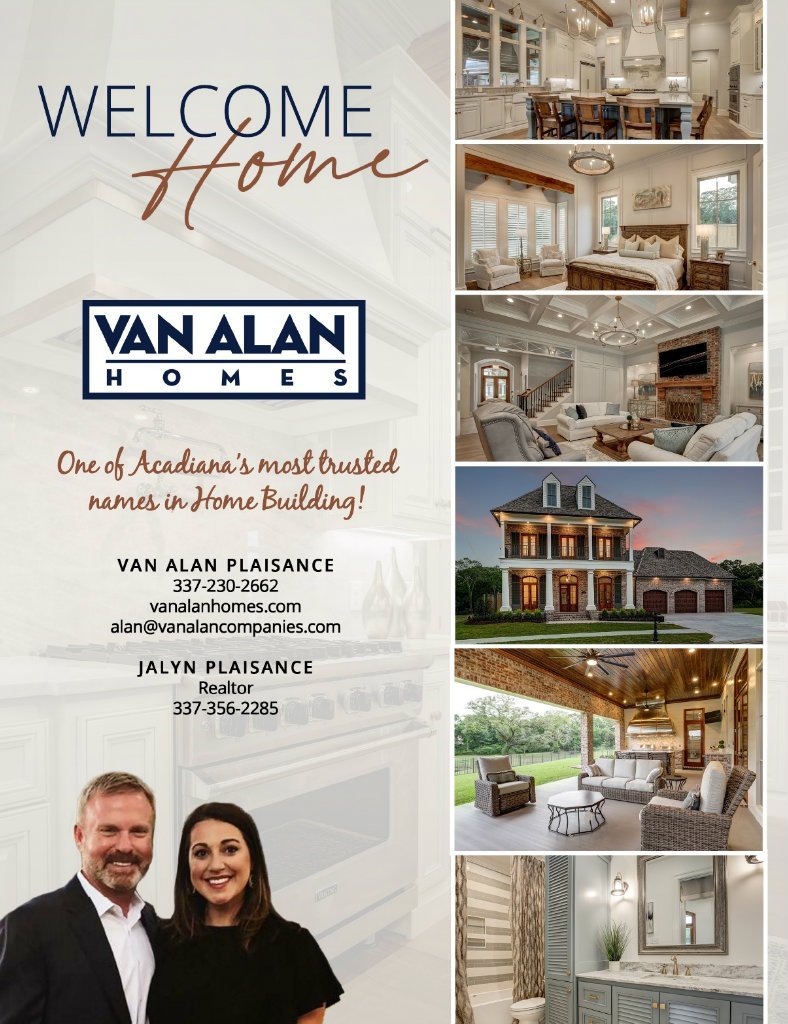 WELCOME
Home
VAN ALAN
HOMES
One of Acadiana's most trusted
names in Home Building!
VAN ALAN PLAISANCE
337-230-2662
vanalanhomes.com
alan@vanalancompanies.com
JALYN PLAISANCE
Realtor
337-356-2285
VIKING